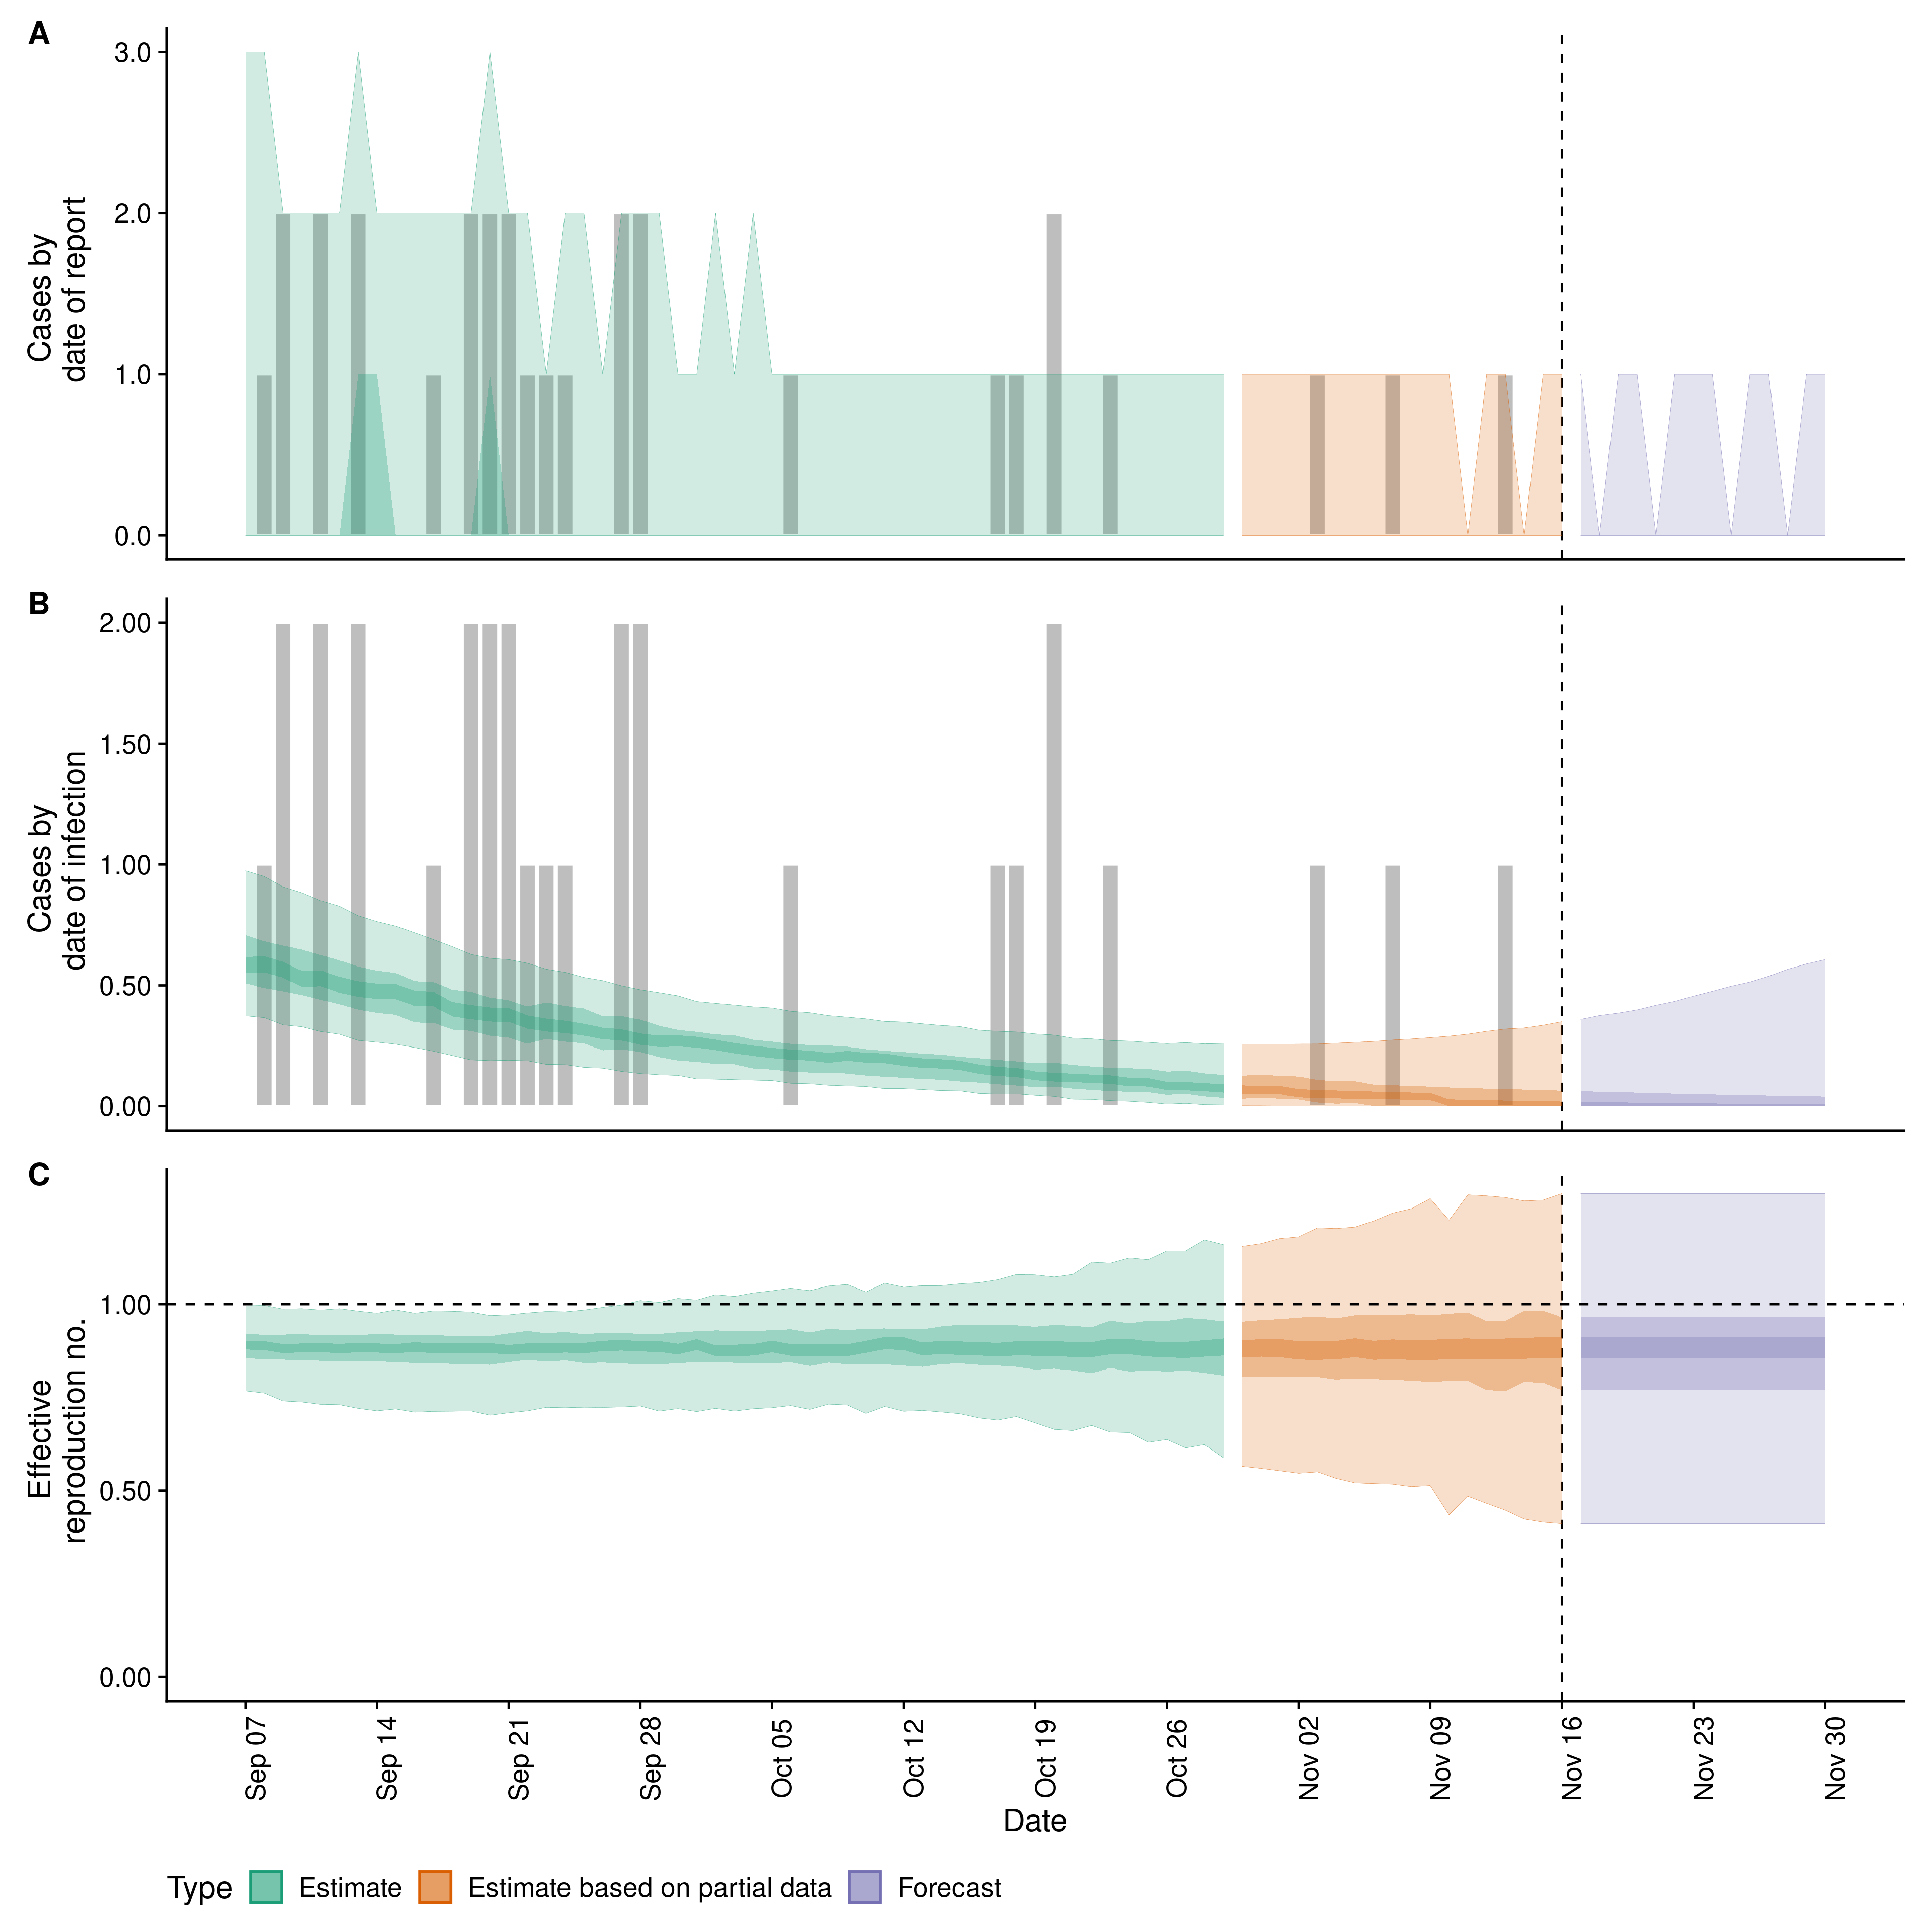 A
3.0
2.0
1.0
0.0
Cases by
date of report
B
2.00
1.50
1.00
0.50
0.00
Cases by
date of infection
C
1.00
0.50
0.00
Effective
reproduction no.
Sep 07
Sep 14
Sep 21
Sep 28
Oct 05
Oct 12
Oct 19
Oct 26
Nov 02
Nov 09
Nov 16
Nov 23
Nov 30
Date
Type Estimate Estimate based on partial data Forecast